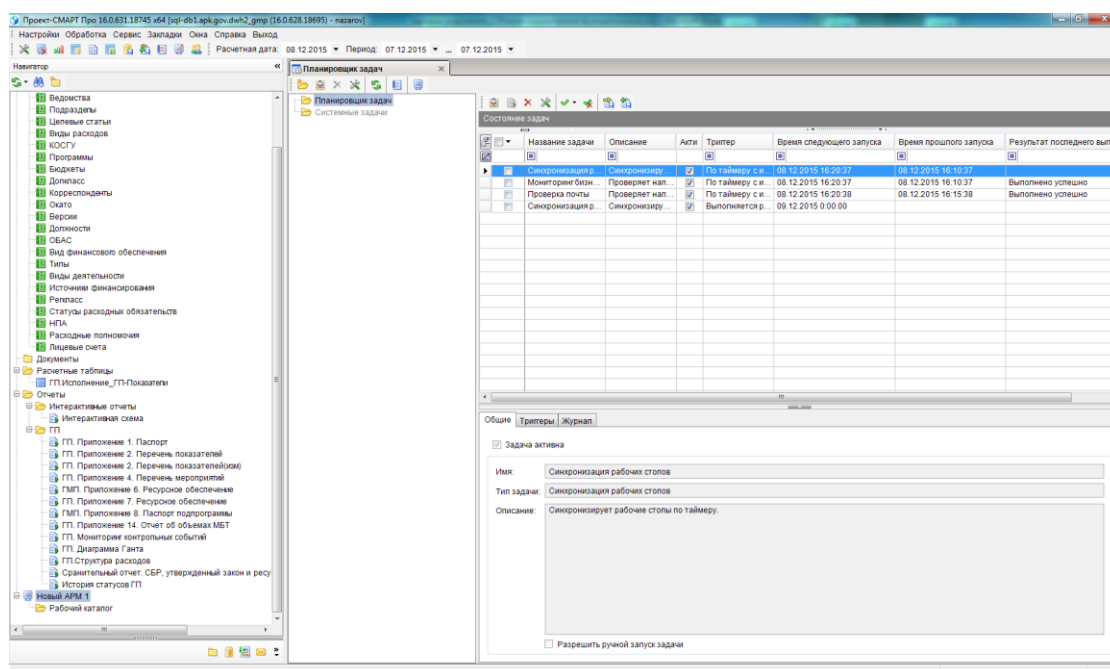 Проект-СМАРТ Про 16.0.631.18745 x64 [sql-db1.apk.gov.dwh2_gmp (16.0.628.18695) - nazarov]
Настройки Обработка Сервис Закладки Окна Справка Выход
Расчетная дата: 08.12.2015 Период: 07.12.2015 ... 07.12.2015
Навигатор
Ведомства
Подразделы
Целевые статьи
Виды расходов
КОСГУ
Программы
Бюджеты
Допкласс
Корреспонденты
Окато
Версии
Должности
ОБАС
Вид финансового обеспечения
Типы
Виды деятельности
Источники финансирования
Регкласс
Статусы расходных обязательств
НПА
Расходные полномочия
Лицевые счета
Документы
Расчетные таблицы
ГП.Исполнение_ГП-Показатели
Отчеты
Интерактивные отчеты
Интерактивная схема
ГП
ГП. Приложение 1. Паспорт
ГП. Приложение 2. Перечень показателей
ГП. Приложение 2. Перечень показателей(изм)
ГП. Приложение 4. Перечень мероприятий
ГМП. Приложение 6. Ресурсное обеспечение
ГП. Приложение 7. Ресурсное обеспечение
ГМП. Приложение 8. Паспорт подпрограммы
ГП. Приложение 14. Отчет об объемах МБТ
ГП. Мониторинг контрольных событий
ГП. Диаграмма Ганта
ГП.Структура расходов
Сранительный отчет. СБР, утвержденный закон и ресу
История статусов ГП
Новый АРМ 1
Рабочий каталог
Планировщик задач
Планировщик задач
Системные задачи
Состояние задач
Название задачи Описание Акти Триггер Время следующего запуска Время прошлого запуска Результат последнего вып
Синхронизация р... Синхронизиру... По таймеру с и... 08.12.2015 16:20:37 08.12.2015 16:10:37
Мониторинг бизн... Проверяет нал... По таймеру с и... 08.12.2015 16:20:37 08.12.2015 16:10:37 Выполнено успешно
Проверка почты Проверяет нал... По таймеру с и... 08.12.2015 16:20:38 08.12.2015 16:15:38 Выполнено успешно
Синхронизация р... Синхронизиру... Выполняется р... 09.12.2015 0:00:00
Общие Триггеры Журнал
Задача активна
Имя: Синхронизация рабочих столов
Тип задачи: Синхронизация рабочих столов
Описание: Синхронизирует рабочие столы по таймеру.
Разрешить ручной запуск задачи